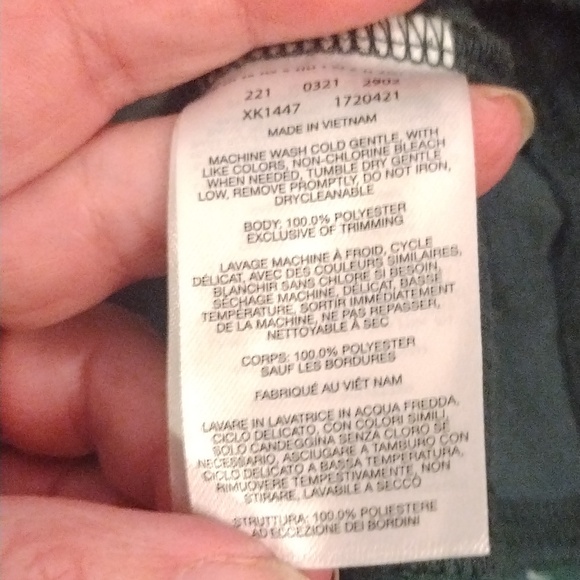 221 0321 2902
XK1447 1720421
MADE IN VIETNAM
MACHINE WASH COLD GENTLE, WITH
LIKE COLORS, NON-CHLORINE BLEACH
WHEN NEEDED, TUMBLE DRY GENTLE
LOW, REMOVE PROMPTLY, DO NOT IRON,
DRYCLEANABLE
BODY: 100.0% POLYESTER
EXCLUSIVE OF TRIMMING
LAVAGE MACHINE À FROID, CYCLE
DÉLICAT, AVEC DES COULEURS SIMILAIRES,
BLANCHIR SANS CHLORE SI BESOIN,
SÉCHAGE MACHINE, DÉLICAT, BASSE
TEMPÉRATURE, SORTIR IMMÉDIATEMENT
DE LA MACHINE, NE PAS REPASSER,
NETTOYABLE À SEC
CORPS: 100.0% POLYESTER
SAUF LES BORDURES
FABRIQUÉ AU VIÊT NAM
LAVARE IN LAVATRICE IN ACQUA FREDDA,
CICLO DELICATO, CON COLORI SIMILI,
SOLO CANDEGGINA SENZA CLORO SE
NECESSARIO, ASCIUGARE A TAMBURO CON
CICLO DELICATO A BASSA TEMPERATURA,
RIMUOVERE TEMPESTIVAMENTE, NON
STIRARE, LAVABILE A SECCO
STRUTTURA: 100.0% POLIESTERE
AD ECCEZIONE DEI BORDINI